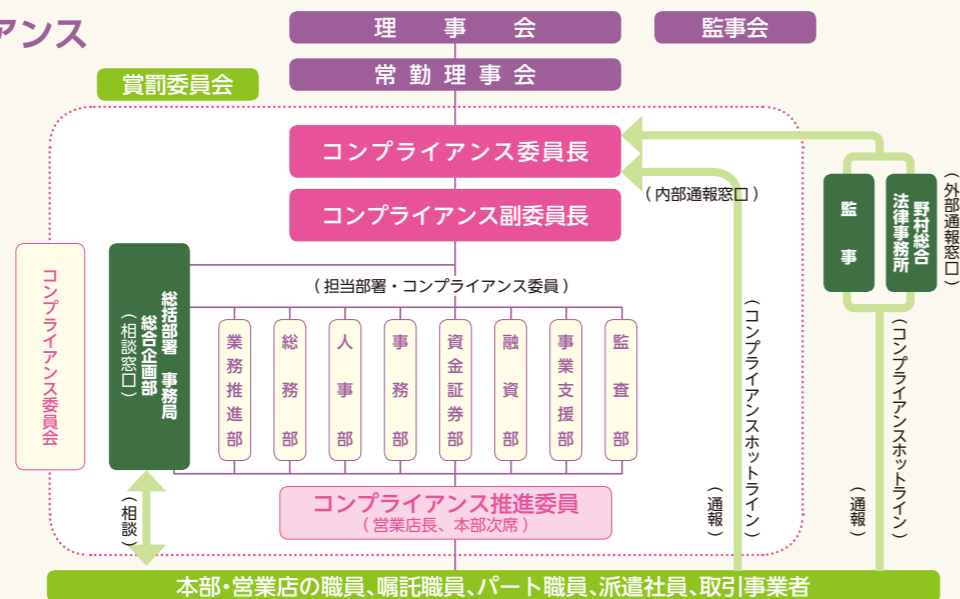 アンス
理事会
監事会
常勤理事会
賞罰委員会
コンプライアンス委員長
(内部通報窓口)
コンプライアンス副委員長
監事
野村総合
法律事務所
(外部通報窓口)
コンプライアンス委員会
総括部署 事務局
総合企画部
(相談窓口)
(担当部署・コンプライアンス委員)
業務推進部
総務部
人事部
事務部
資金証券部
融資部
事業支援部
監査部
(コンプライアンスホットライン)
(通報)
(コンプライアンスホットライン)
(通報)
コンプライアンス推進委員
(営業店長、本部次席)
(相談)
本部・営業店の職員、嘱託職員、パート職員、派遣社員、取引事業者